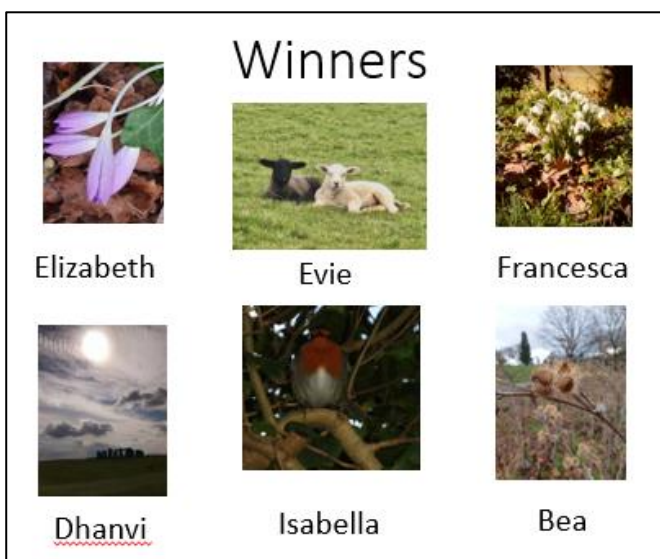 Winners
Elizabeth
Evie
Francesca
Dhanvi
Isabella
Bea